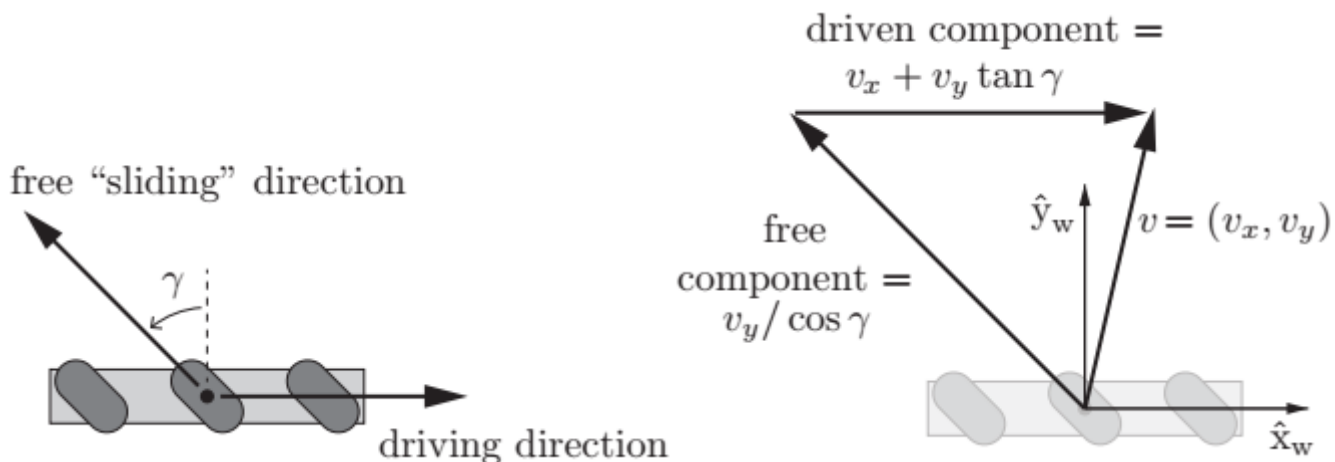 free “sliding” direction
γ
driving direction
driven component =
v_x + v_y tan γ
free
component =
v_y / cos γ
ŷ_w
v = (v_x, v_y)
x̂_w